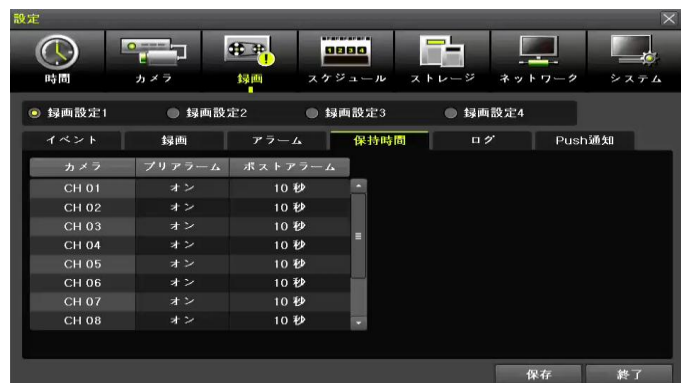 設定
時間 カメラ 録画 スケジュール ストレージ ネットワーク システム
録画設定1 録画設定2 録画設定3 録画設定4
イベント 録画 アラーム 保持時間 ログ Push通知
カメラ プリアラーム ポストアラーム
CH 01 オン 10 秒
CH 02 オン 10 秒
CH 03 オン 10 秒
CH 04 オン 10 秒
CH 05 オン 10 秒
CH 06 オン 10 秒
CH 07 オン 10 秒
CH 08 オン 10 秒
保存 終了